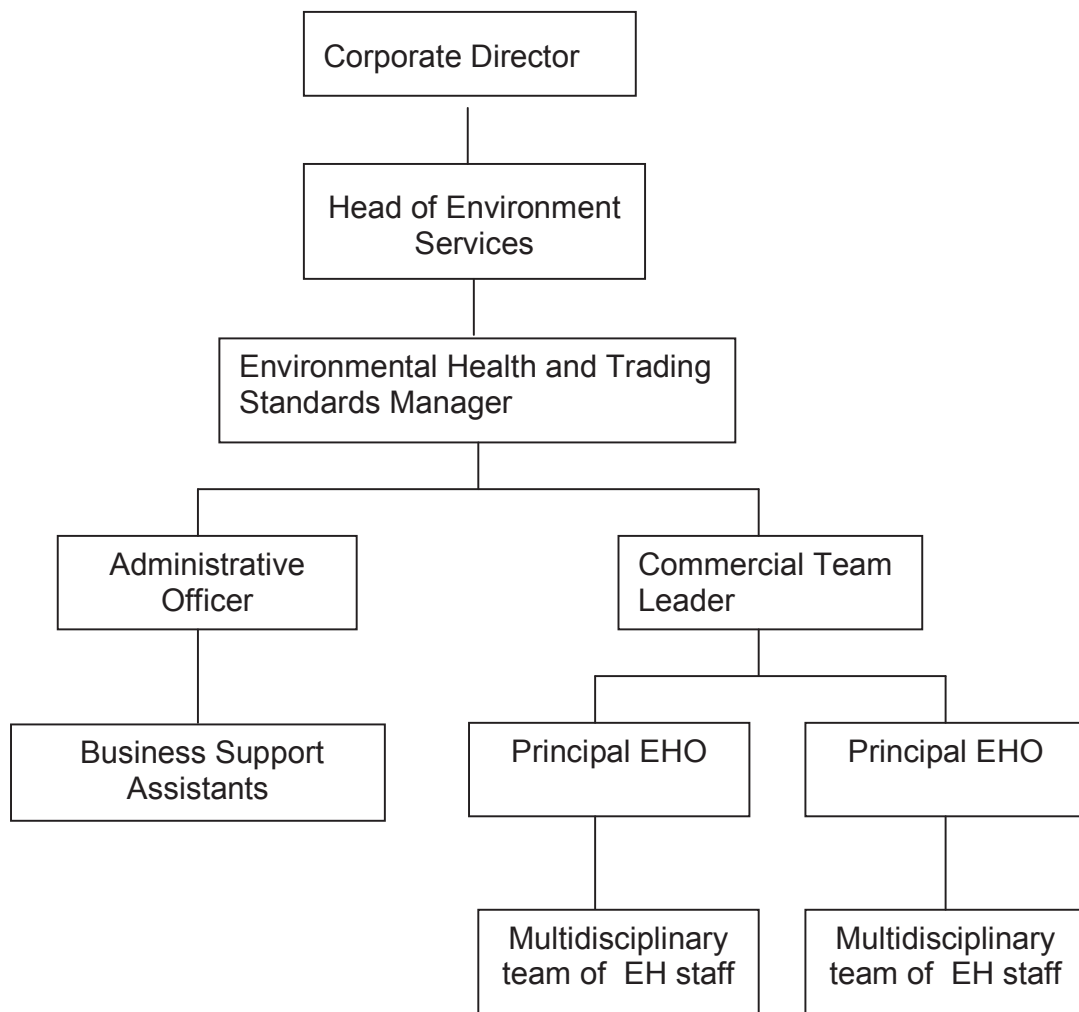 Corporate Director
Head of Environment
Services
Environmental Health and Trading
Standards Manager
Administrative
Officer
Commercial Team
Leader
Business Support
Assistants
Principal EHO
Principal EHO
Multidisciplinary
team of EH staff
Multidisciplinary
team of EH staff